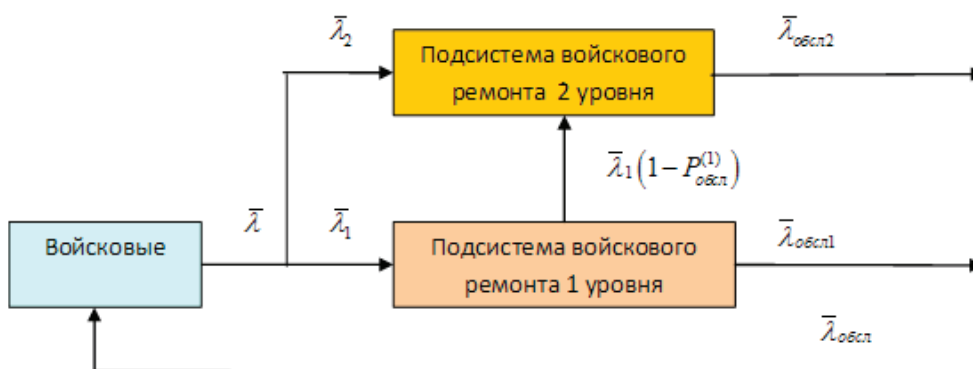 λ̅₂
Подсистема войскового
ремонта 2 уровня
λ̅обсл2
λ̅₁(1 − P⁽¹⁾обсл)
Войсковые
λ̅
λ̅₁
Подсистема войскового
ремонта 1 уровня
λ̅обсл1
λ̅обсл